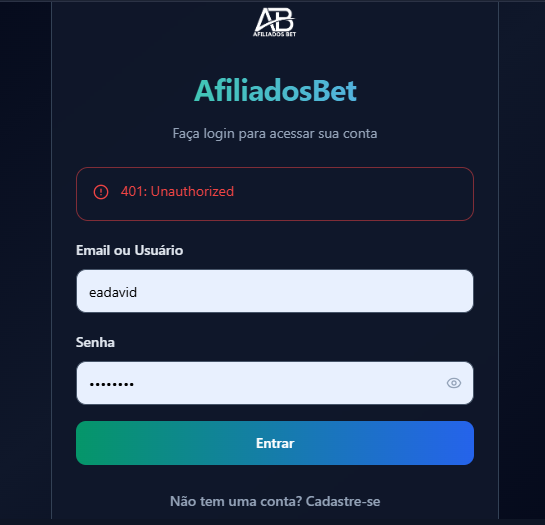 AB
AFILIADOS BET
AfiliadosBet
Faça login para acessar sua conta
401: Unauthorized
Email ou Usuário
eadavid
Senha
••••••••
Entrar
Não tem uma conta? Cadastre-se